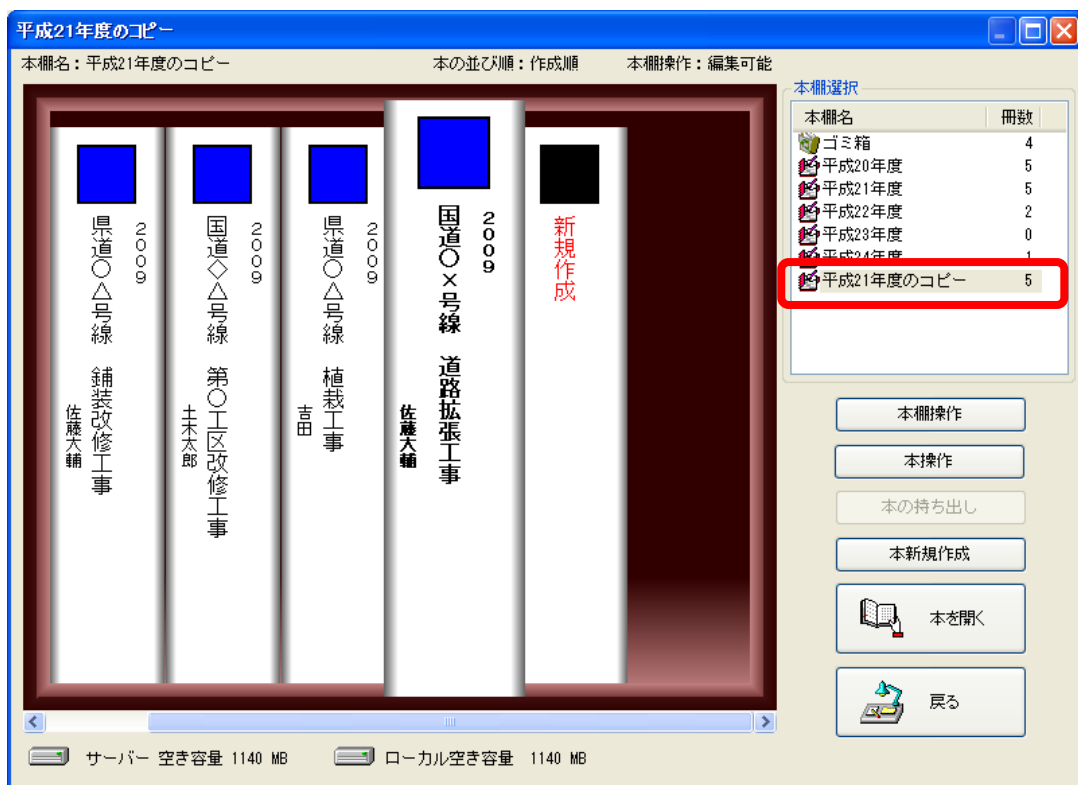 平成21年度のコピー
本棚名：平成21年度のコピー 本の並び順：作成順 本棚操作：編集可能
2009
県道○△号線 舗装改修工事
佐藤大輔
2009
国道◇△号線 第○工区改修工事
土木太郎
2009
県道○△号線 植栽工事
吉田
2009
国道○×号線 道路拡張工事
佐藤大輔
新規作成
本棚選択
本棚名 冊数
ゴミ箱 4
平成20年度 5
平成21年度 5
平成22年度 2
平成23年度 0
平成24年度 1
平成21年度のコピー 5
本棚操作
本操作
本の持ち出し
本新規作成
本を開く
戻る
サーバー 空き容量 1140 MB ローカル空き容量 1140 MB